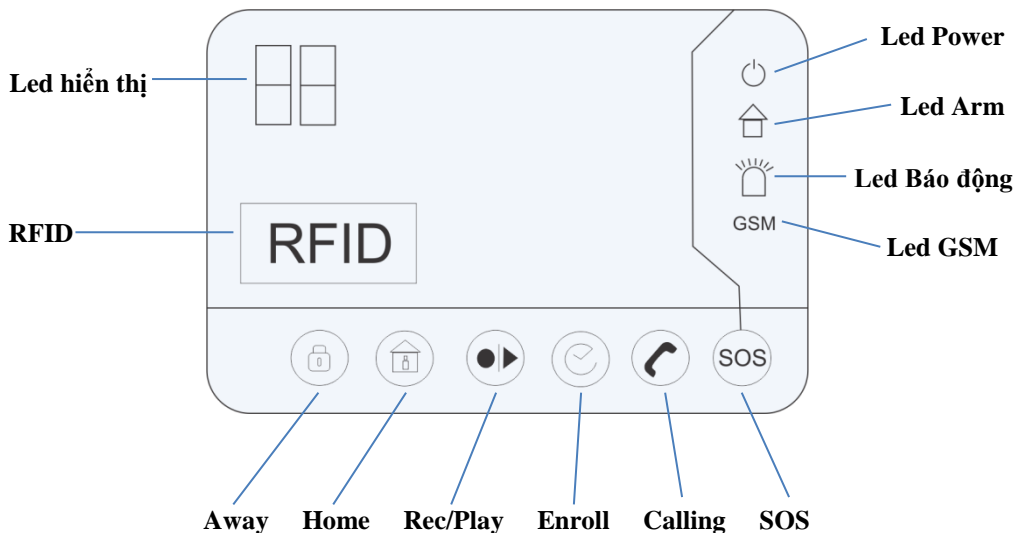 Led Power
Led hiển thị
Led Arm
Led Báo động
GSM
RFID
RFID
Led GSM
SOS
Away Home Rec/Play Enroll Calling SOS